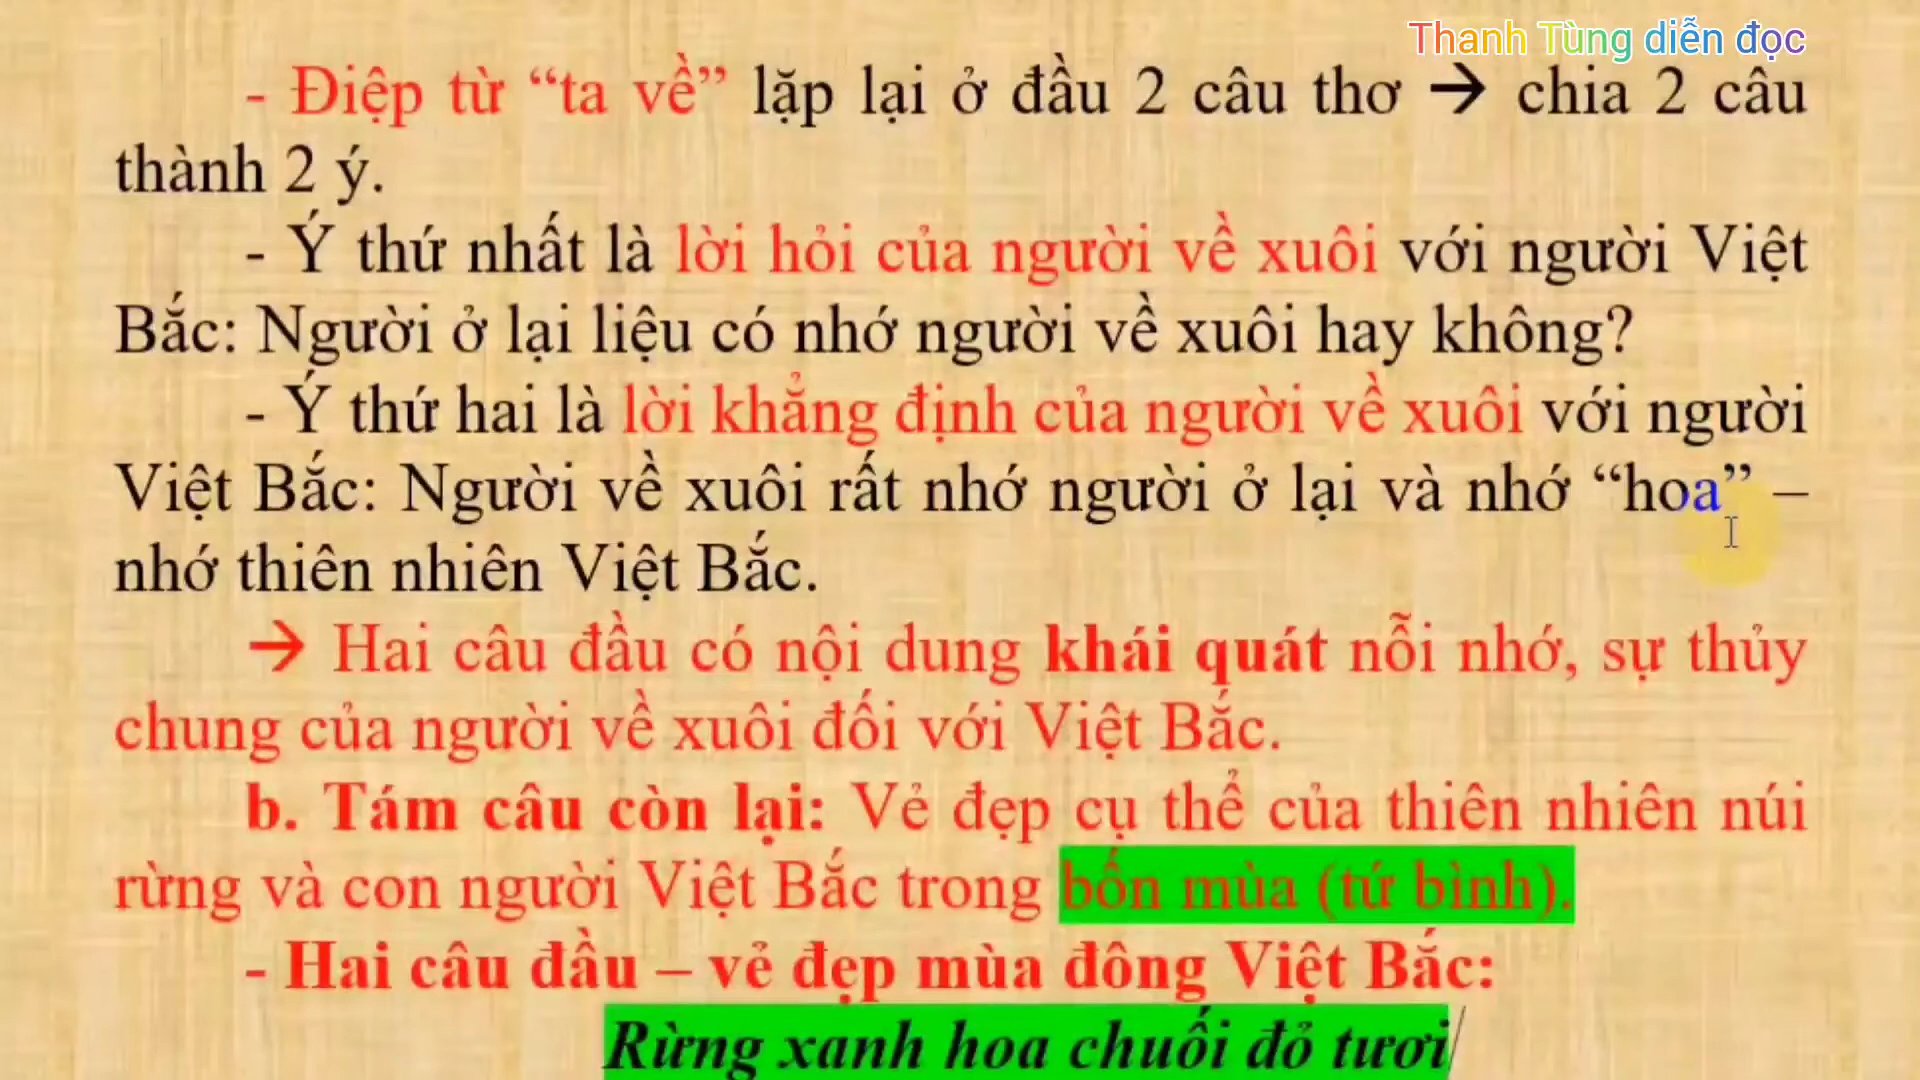 Thanh Tùng diễn đọc
- Điệp từ “ta về” lặp lại ở đầu 2 câu thơ → chia 2 câu
thành 2 ý.
- Ý thứ nhất là lời hỏi của người về xuôi với người Việt
Bắc: Người ở lại liệu có nhớ người về xuôi hay không?
- Ý thứ hai là lời khẳng định của người về xuôi với người
Việt Bắc: Người về xuôi rất nhớ người ở lại và nhớ “hoa” –
nhớ thiên nhiên Việt Bắc.
→ Hai câu đầu có nội dung khái quát nỗi nhớ, sự thủy
chung của người về xuôi đối với Việt Bắc.
b. Tám câu còn lại: Vẻ đẹp cụ thể của thiên nhiên núi
rừng và con người Việt Bắc trong bốn mùa (tứ bình).
- Hai câu đầu – vẻ đẹp mùa đông Việt Bắc:
Rừng xanh hoa chuối đỏ tươi